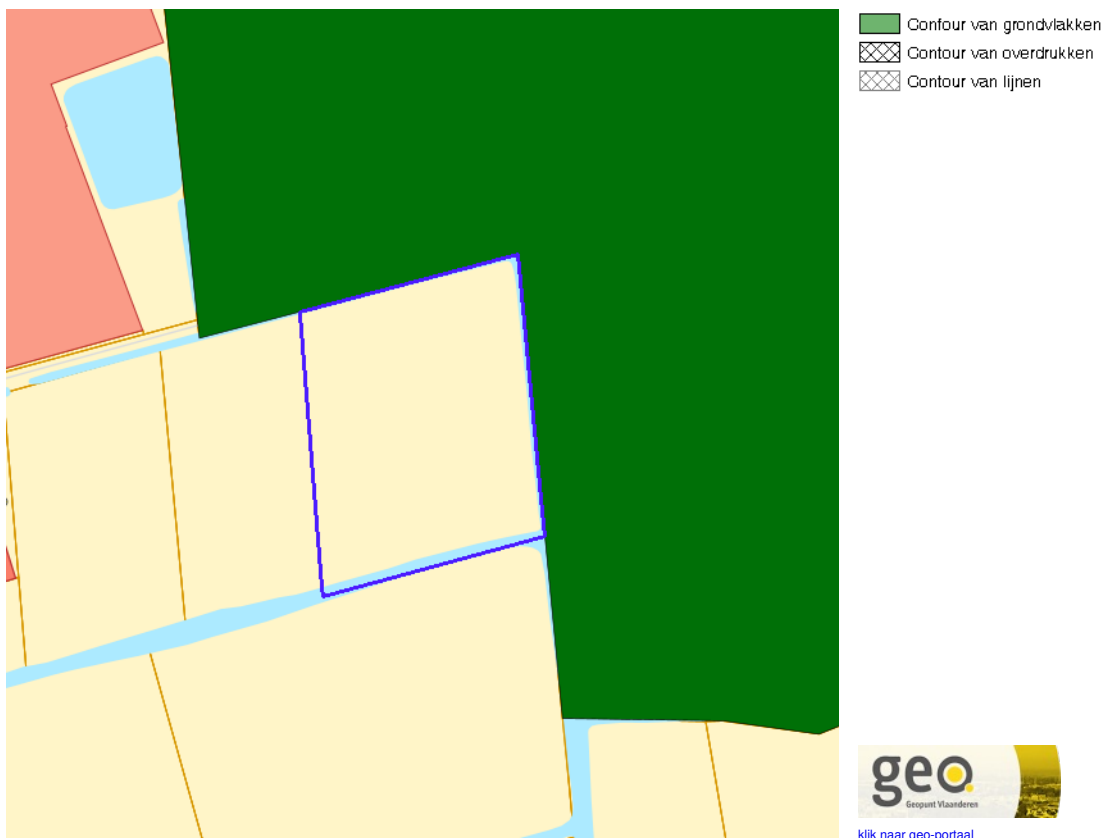 Contour van grondvlakken
Contour van overdrukken
Contour van lijnen
geo.
Geopunt Vlaanderen
klik naar geo-portaal